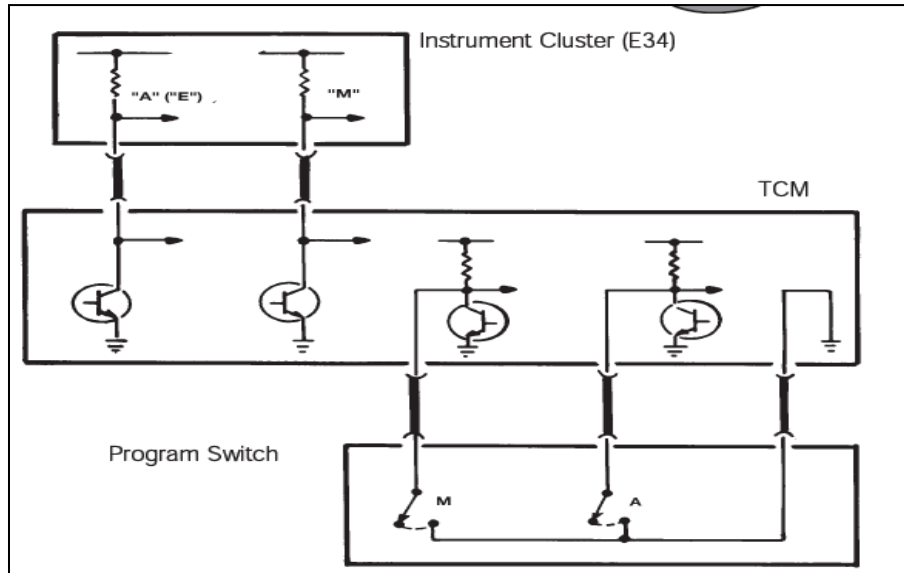 Instrument Cluster (E34)
"A" ("E")
"M"
TCM
Program Switch
M
A